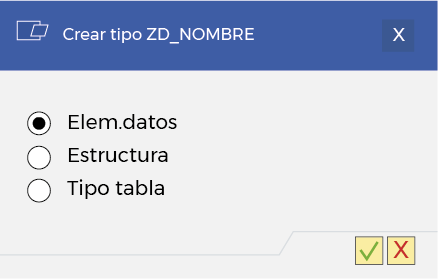 Crear tipo ZD_NOMBRE X
Elem.datos
Estructura
Tipo tabla
X